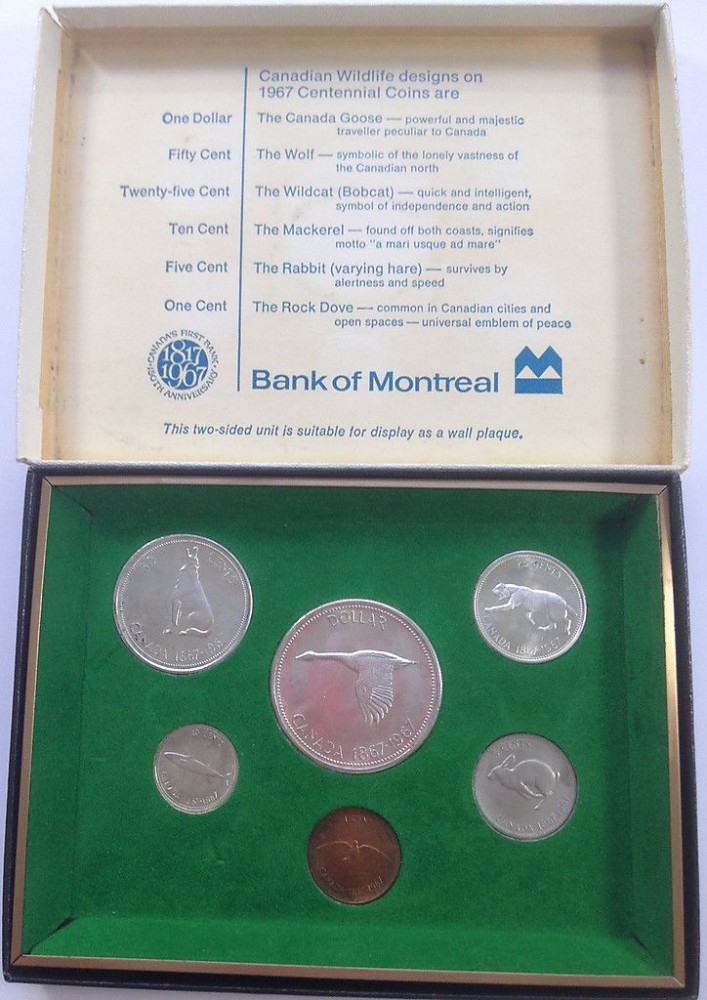 Canadian Wildlife designs on
1967 Centennial Coins are
One Dollar The Canada Goose — powerful and majestic
traveller peculiar to Canada
Fifty Cent The Wolf — symbolic of the lonely vastness of
the Canadian north
Twenty-five Cent The Wildcat (Bobcat) — quick and intelligent,
symbol of independence and action
Ten Cent The Mackerel — found off both coasts, signifies
motto "a mari usque ad mare"
Five Cent The Rabbit (varying hare) — survives by
alertness and speed
One Cent The Rock Dove — common in Canadian cities and
open spaces — universal emblem of peace
CANADA'S FIRST BANK
1817
1967
150TH ANNIVERSARY
Bank of Montreal
This two-sided unit is suitable for display as a wall plaque.
CENTS
CANADA 1867-
DOLLAR
CANADA 1867-1967
CENTS
CANADA 1867-1967
CANADA